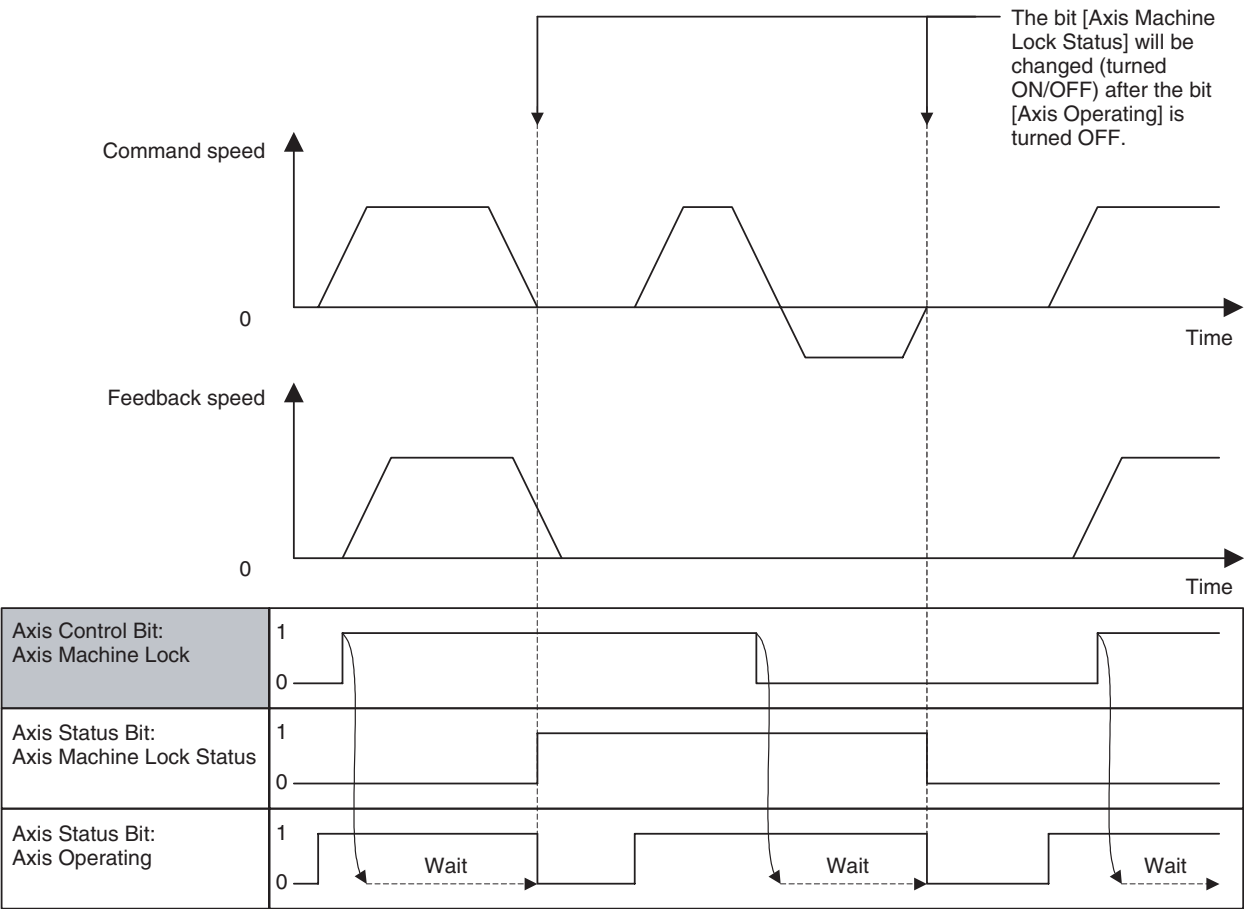 The bit [Axis Machine
Lock Status] will be
changed (turned
ON/OFF) after the bit
[Axis Operating] is
turned OFF.
Command speed
0
Time
Feedback speed
0
Time
Axis Control Bit:
Axis Machine Lock
1
0
Axis Status Bit:
Axis Machine Lock Status
1
0
Axis Status Bit:
Axis Operating
1
0
Wait
Wait
Wait